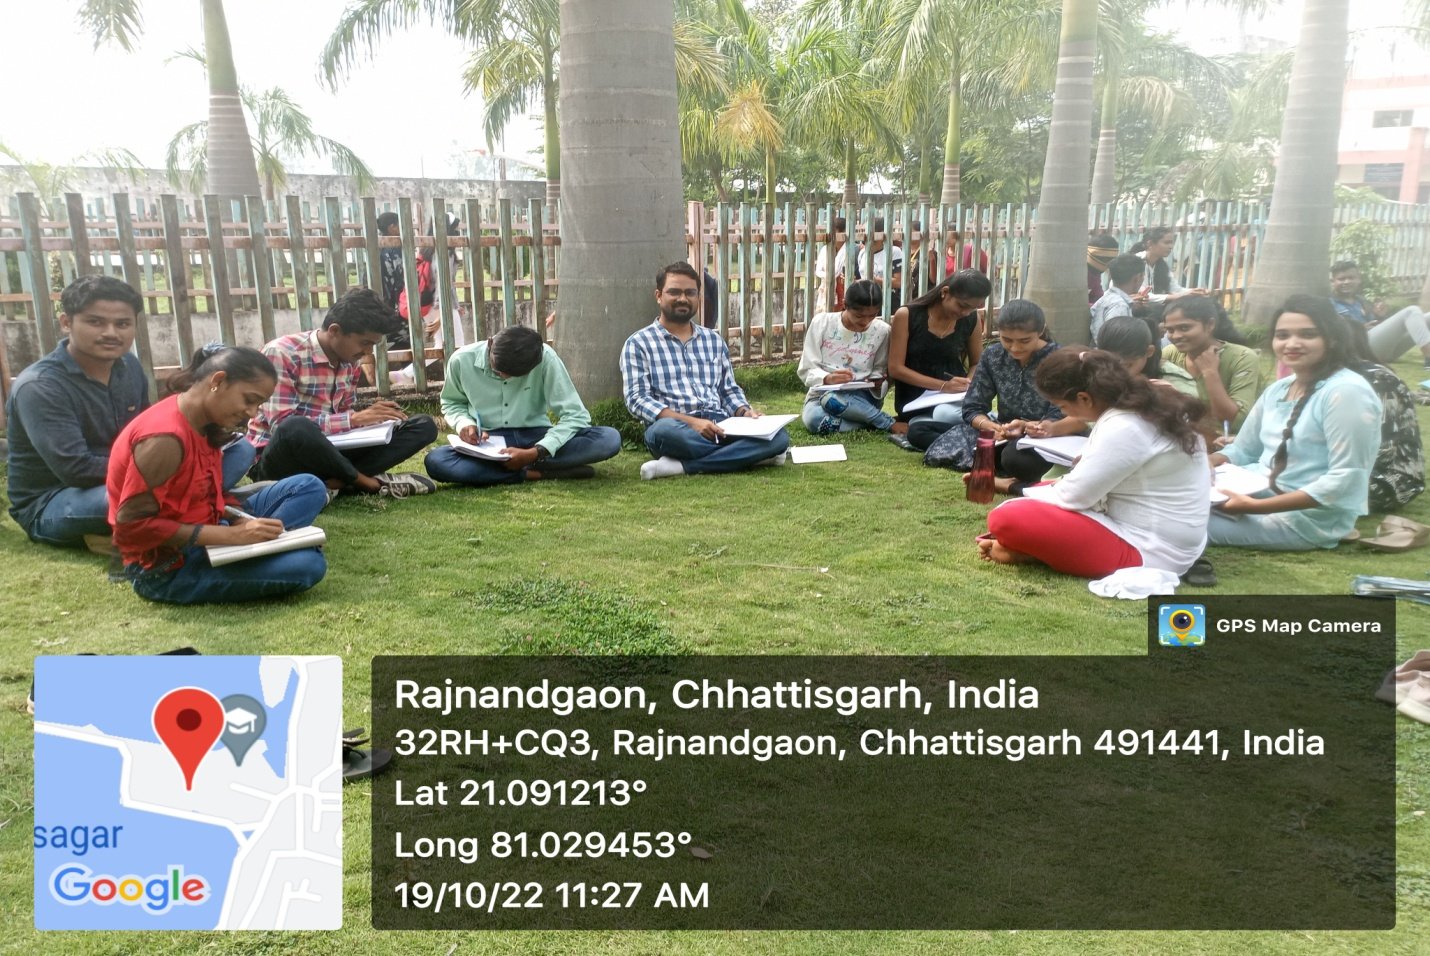 GPS Map Camera
Rajnandgaon, Chhattisgarh, India
32RH+CQ3, Rajnandgaon, Chhattisgarh 491441, India
Lat 21.091213°
Long 81.029453°
19/10/22 11:27 AM
sagar
Google